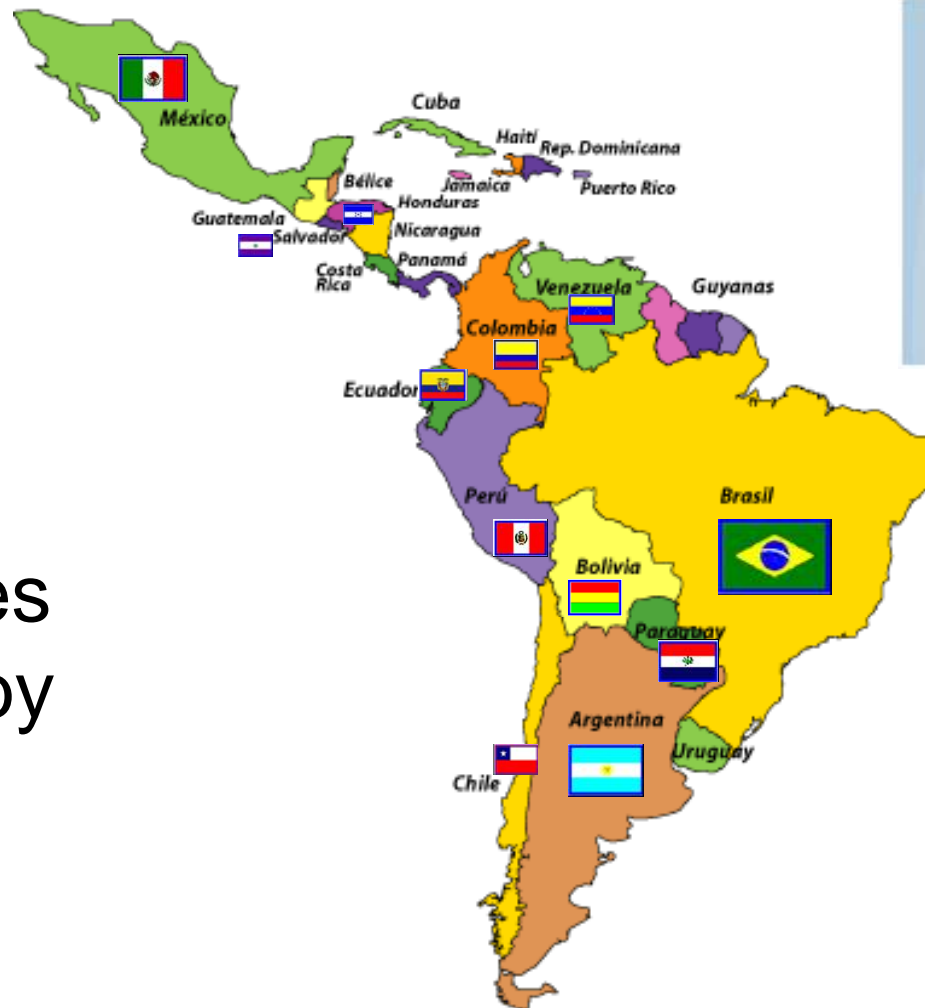 México
Cuba
Haití
Rep. Dominicana
Jamaica
Puerto Rico
Bélice
Honduras
Guatemala
Salvador
Nicaragua
Costa
Rica
Panamá
Venezuela
Guyanas
Colombia
Ecuador
Perú
Brasil
Bolivia
Paraguay
Argentina
Uruguay
Chile
es
oy